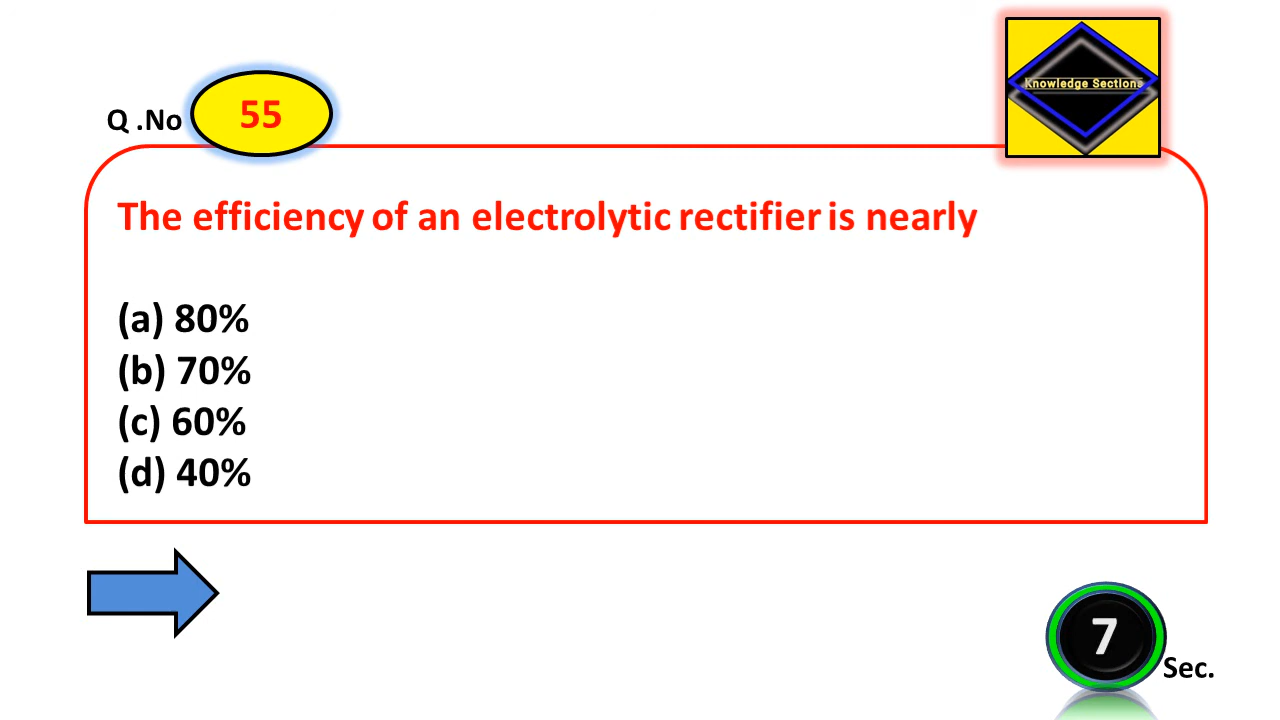 Knowledge Sections
Q .No 55
The efficiency of an electrolytic rectifier is nearly
(a) 80%
(b) 70%
(c) 60%
(d) 40%
7 Sec.